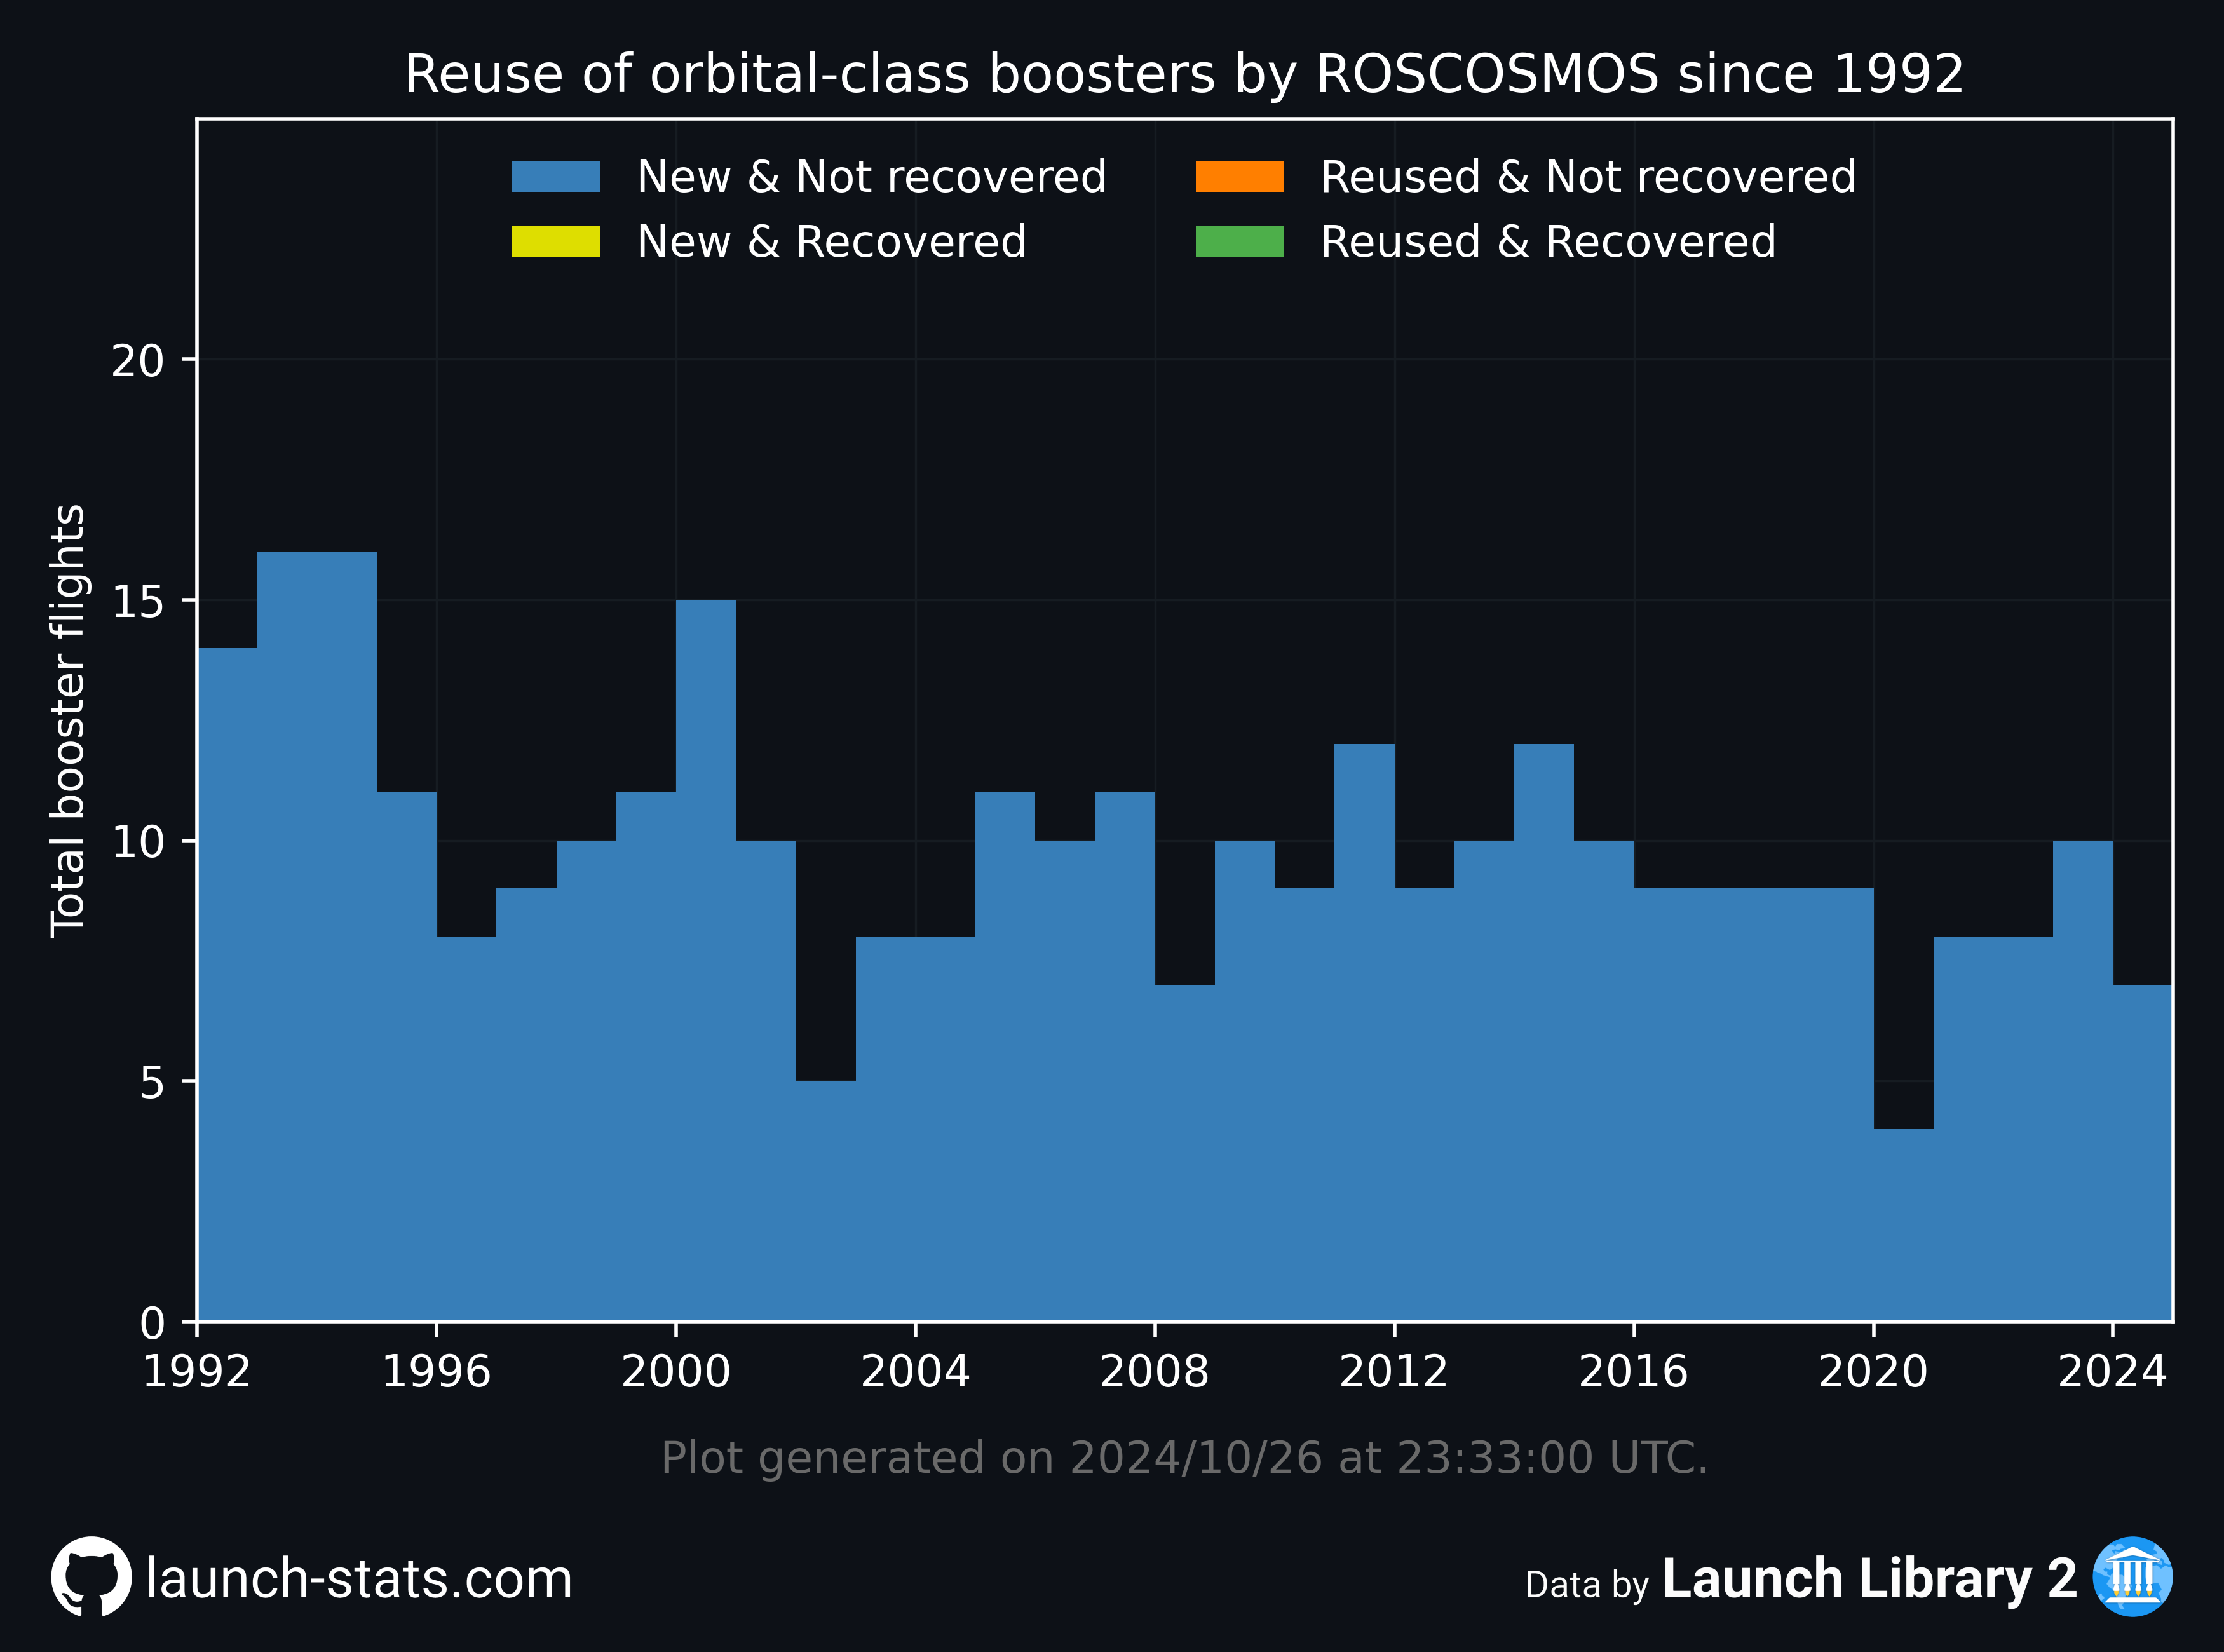 Reuse of orbital-class boosters by ROSCOSMOS since 1992
New & Not recovered
New & Recovered
Reused & Not recovered
Reused & Recovered
Total booster flights
20
15
10
5
0
1992 1996 2000 2004 2008 2012 2016 2020 2024
Plot generated on 2024/10/26 at 23:33:00 UTC.
launch-stats.com
Data by Launch Library 2